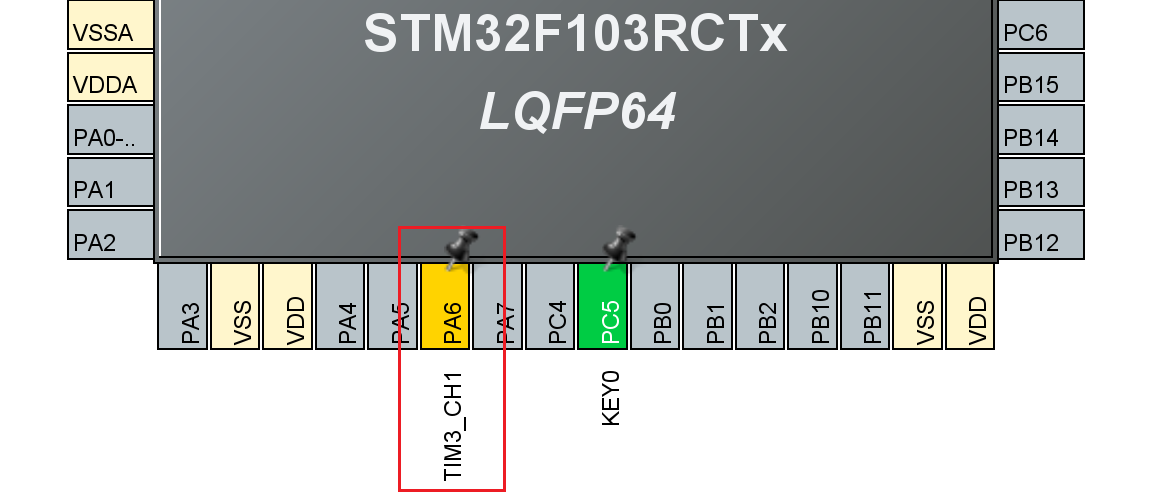 STM32F103RCTx
LQFP64
VSSA
VDDA
PA0-..
PA1
PA2
PA3
VSS
VDD
PA4
PA5
PA6
PA7
PC4
PC5
PB0
PB1
PB2
PB10
PB11
VSS
VDD
TIM3_CH1
KEY0
PC6
PB15
PB14
PB13
PB12